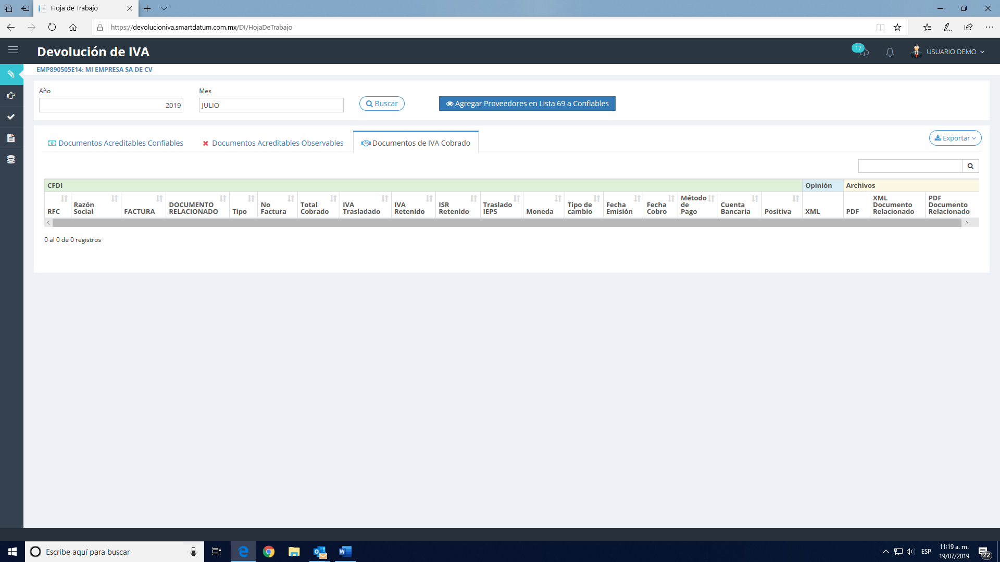 Hoja de Trabajo
https://devolucioniva.smartdatum.com.mx/DI/HojaDeTrabajo
Devolución de IVA
17
USUARIO DEMO
EMP890505E14: MI EMPRESA SA DE CV
Año
Mes
2019
JULIO
Buscar
Agregar Proveedores en Lista 69 a Confiables
Documentos Acreditables Confiables
Documentos Acreditables Observables
Documentos de IVA Cobrado
Exportar
CFDI
Opinión
Archivos
RFC
Razón
Social
FACTURA
DOCUMENTO
RELACIONADO
Tipo
No
Factura
Total
Cobrado
IVA
Trasladado
IVA
Retenido
ISR
Retenido
Traslado
IEPS
Moneda
Tipo de
cambio
Fecha
Emisión
Fecha
Cobro
Método
de
Pago
Cuenta
Bancaria
Positiva
XML
PDF
XML
Documento
Relacionado
PDF
Documento
Relacionado
0 al 0 de 0 registros
Escribe aquí para buscar
ESP
11:19 a. m.
19/07/2019
22